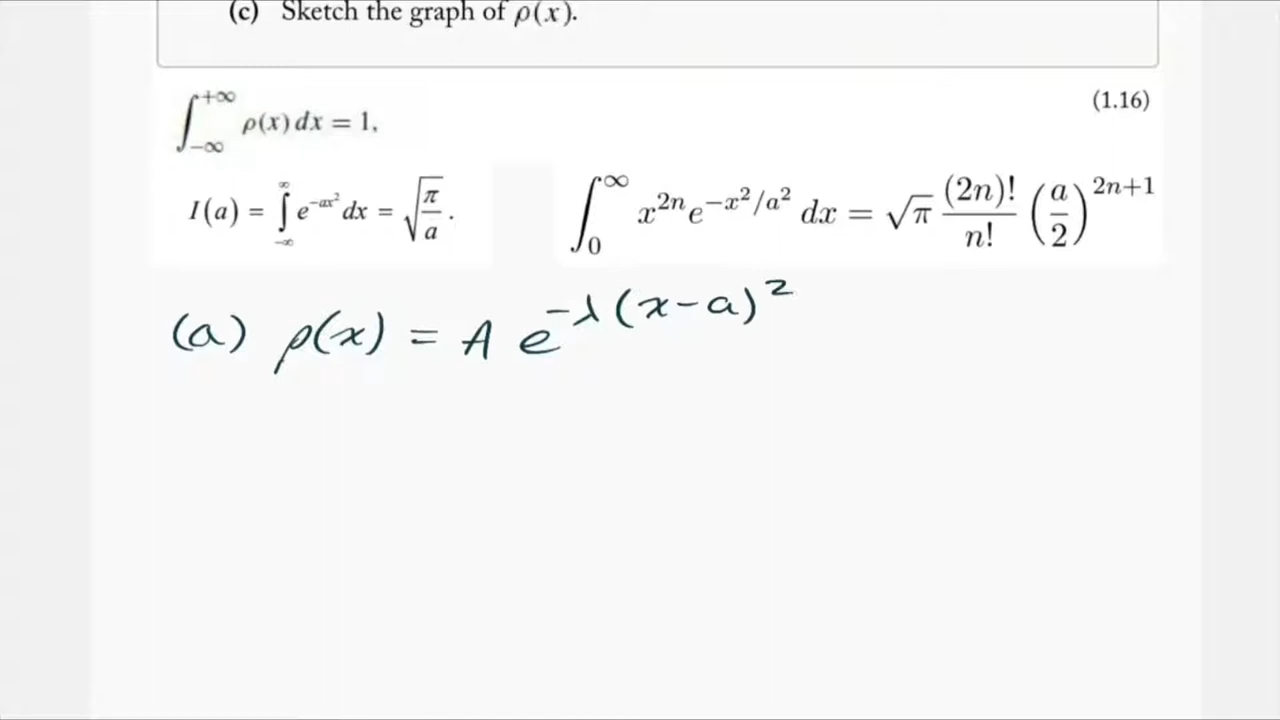 (c) Sketch the graph of ρ(x).
∫_{-∞}^{+∞} ρ(x) dx = 1, (1.16)
I(a) = ∫_{-∞}^{∞} e^{-ax²} dx = √(π/a) . ∫_0^∞ x^{2n} e^{-x²/a²} dx = √π (2n)!/n! (a/2)^{2n+1}
(a) ρ(x) = A e^{-λ(x-a)²}